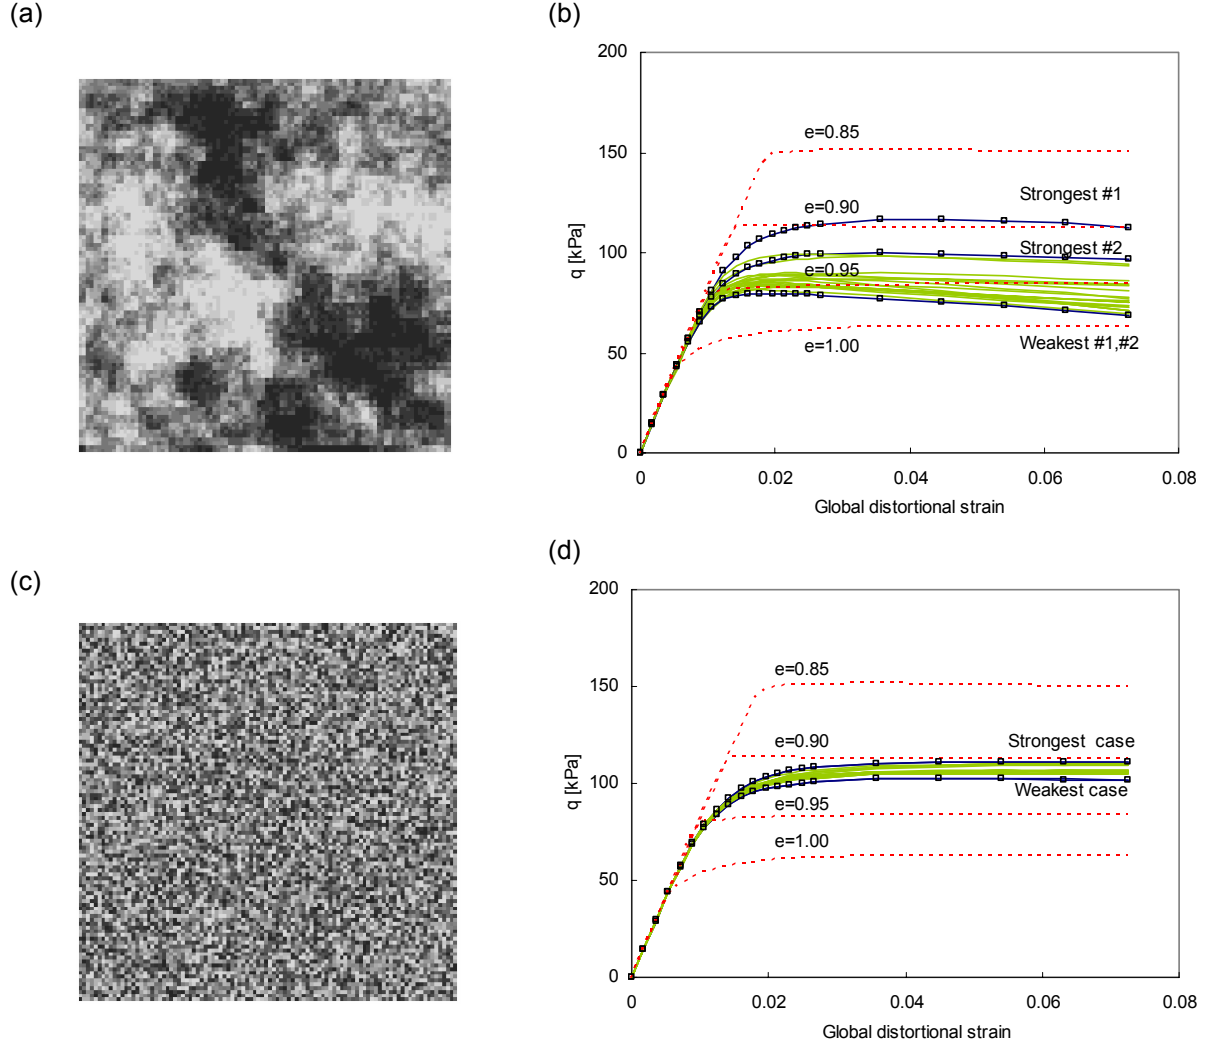 (a)
(b)
200
150
100
50
0
q [kPa]
e=0.85
Strongest #1
e=0.90
Strongest #2
e=0.95
Weakest #1,#2
e=1.00
0
0.02
0.04
0.06
0.08
Global distortional strain
(c)
(d)
200
150
100
50
0
q [kPa]
e=0.85
e=0.90
Strongest case
Weakest case
e=0.95
e=1.00
0
0.02
0.04
0.06
0.08
Global distortional strain